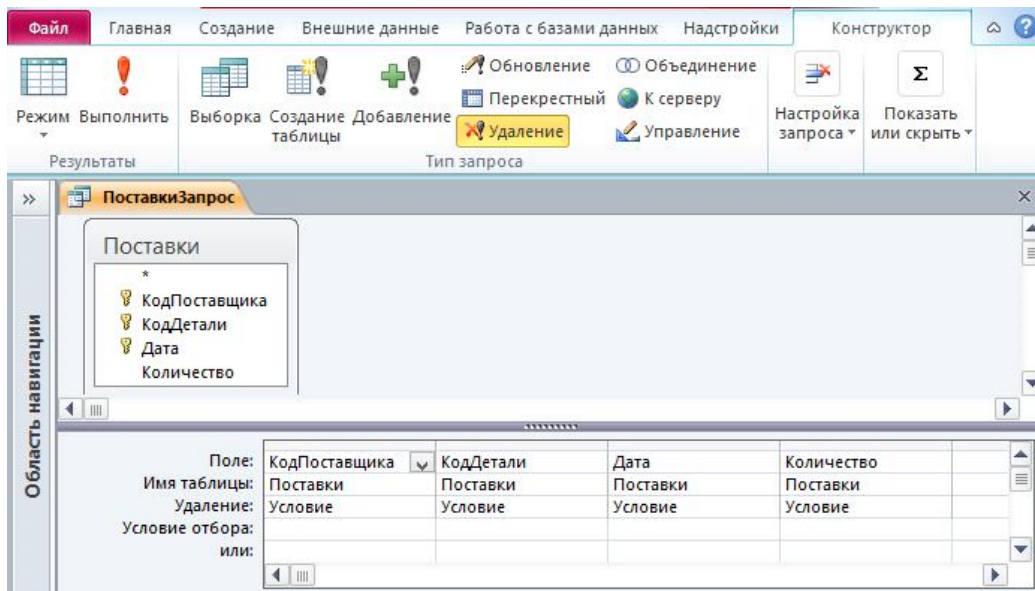 Файл Главная Создание Внешние данные Работа с базами данных Надстройки Конструктор
Режим Выполнить Выборка Создание таблицы Добавление
Обновление Объединение
Перекрестный К серверу
Удаление Управление
Настройка запроса Показать или скрыть
Результаты Тип запроса
ПоставкиЗапрос
Область навигации
Поставки
*
КодПоставщика
КодДетали
Дата
Количество
Поле: КодПоставщика КодДетали Дата Количество
Имя таблицы: Поставки Поставки Поставки Поставки
Удаление: Условие Условие Условие Условие
Условие отбора:
или: